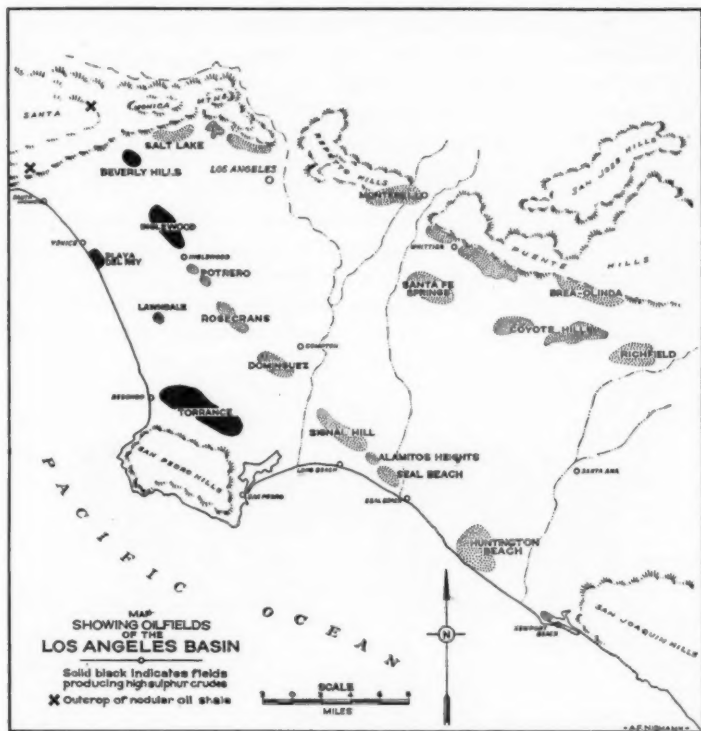 SANTA
MONICA
MTNS
SALT LAKE
BEVERLY HILLS
LOS ANGELES
HILLS
MONTEBELLO
SAN JOSE HILLS
VENICE
INGLEWOOD
INGLEWOOD
PLAYA
DEL REY
POTRERO
WHITTIER
PUENTE
HILLS
SANTA FE
SPRINGS
BREA-OLINDA
LAWNDALE
ROSECRANS
COYOTE HILLS
RICHFIELD
COMPTON
DOMINGUEZ
REDONDO
TORRANCE
SIGNAL HILL
ALAMITOS HEIGHTS
SEAL BEACH
SAN PEDRO HILLS
LONG BEACH
SANTA ANA
SAN PEDRO
SEAL BEACH
HUNTINGTON
BEACH
PACIFIC OCEAN
NEWPORT
BEACH
SAN JOAQUIN HILLS
MAP
SHOWING OILFIELDS
OF THE
LOS ANGELES BASIN
Solid black indicates fields
producing high sulphur crudes
X Outcrop of nodular oil shale
SCALE
MILES
N